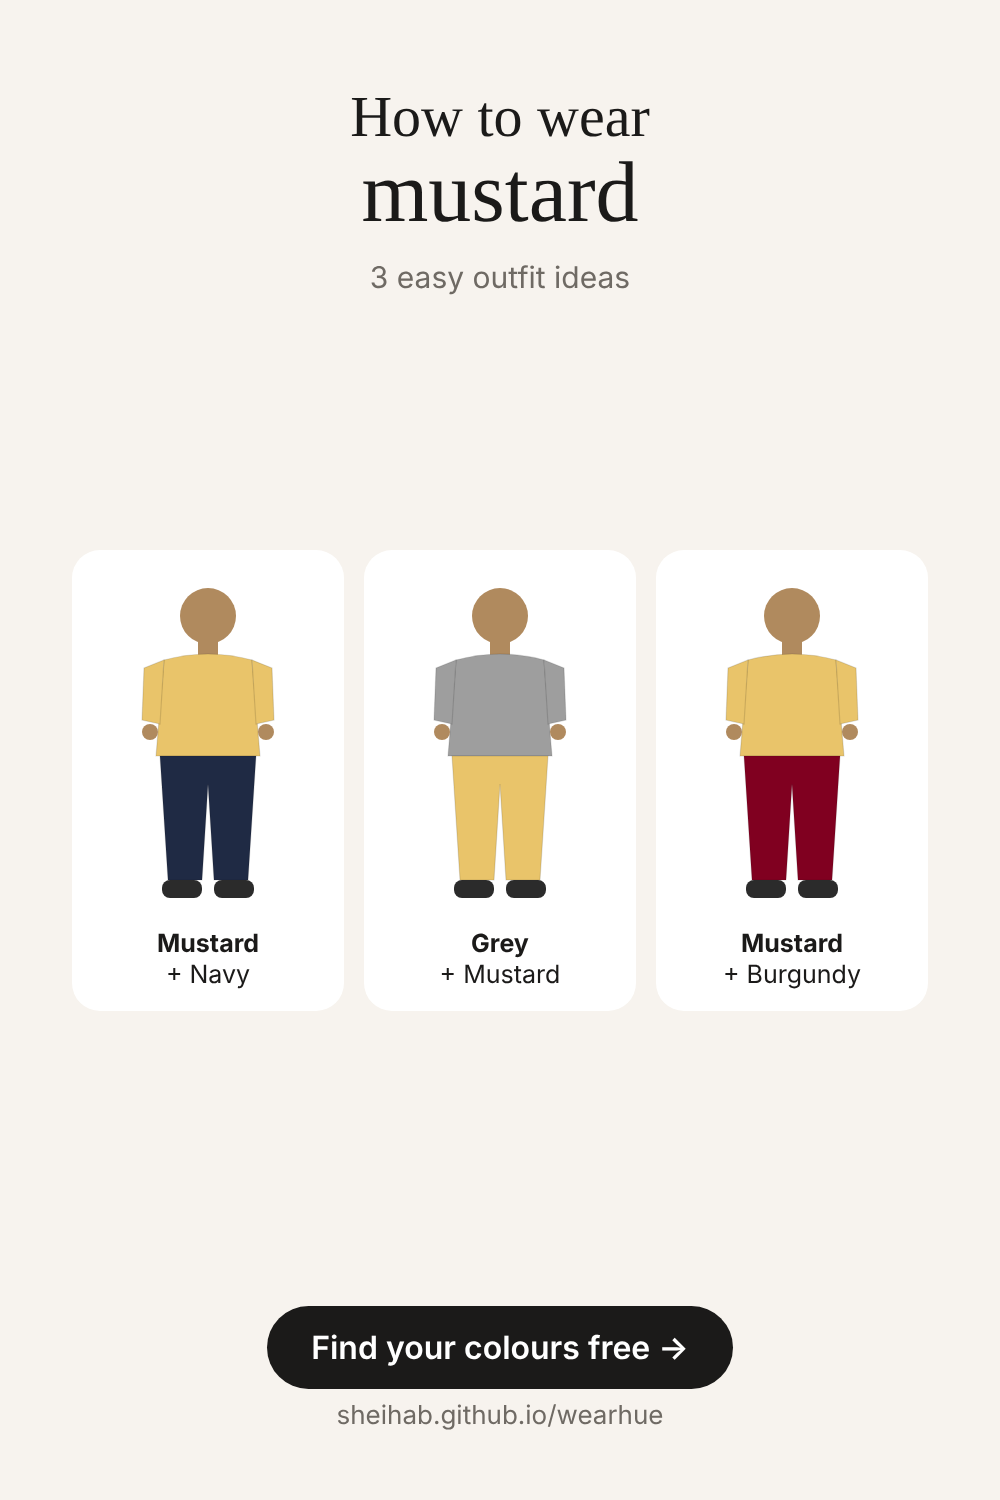 How to wear
mustard
3 easy outfit ideas
Mustard
+ Navy
Grey
+ Mustard
Mustard
+ Burgundy
Find your colours free →
sheihab.github.io/wearhue